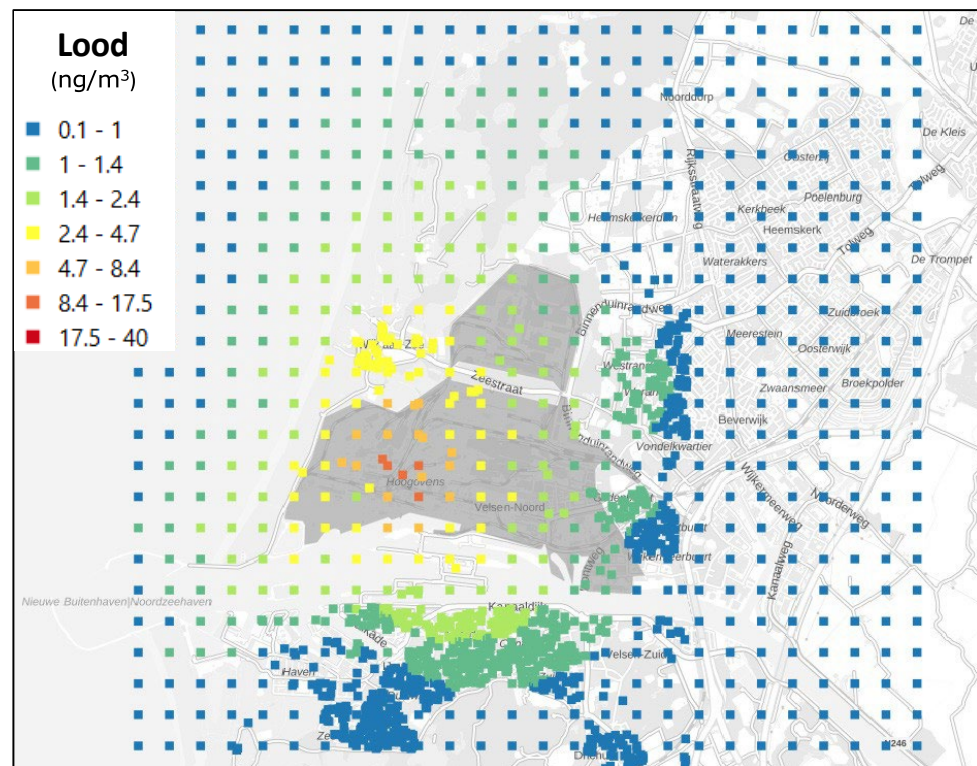 Lood
(ng/m³)
0.1 - 1
1 - 1.4
1.4 - 2.4
2.4 - 4.7
4.7 - 8.4
8.4 - 17.5
17.5 - 40
Noorddorp
De Kleis
Oosterzij
Rijksstraatweg
Tolweg
Poelenburg
Kerkbeek
Heemskerkerduin
Heemskerk
Tolweg
Waterakkers
De Trompet
Binnenduinrandweg
Zuidbroek
Meerestein
Oosterwijk
Zeestraat
Zwaansmeer
Broekpolder
Beverwijk
Binnenduinrandweg
Vondelkwartier
Hoogovens
Wijkermeerweg
Noorderweg
Velsen-Noord
Kanaalweg
Nieuwe Buitenhaven|Noordzeehaven
Kanaaldijk
Haven
Velsen-Zuid